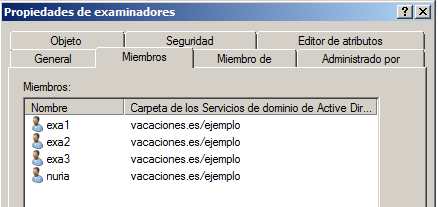 Propiedades de examinadores
Objeto Seguridad Editor de atributos
General Miembros Miembro de Administrado por
Miembros:
Nombre Carpeta de los Servicios de dominio de Active Dir...
exa1 vacaciones.es/ejemplo
exa2 vacaciones.es/ejemplo
exa3 vacaciones.es/ejemplo
nuria vacaciones.es/ejemplo